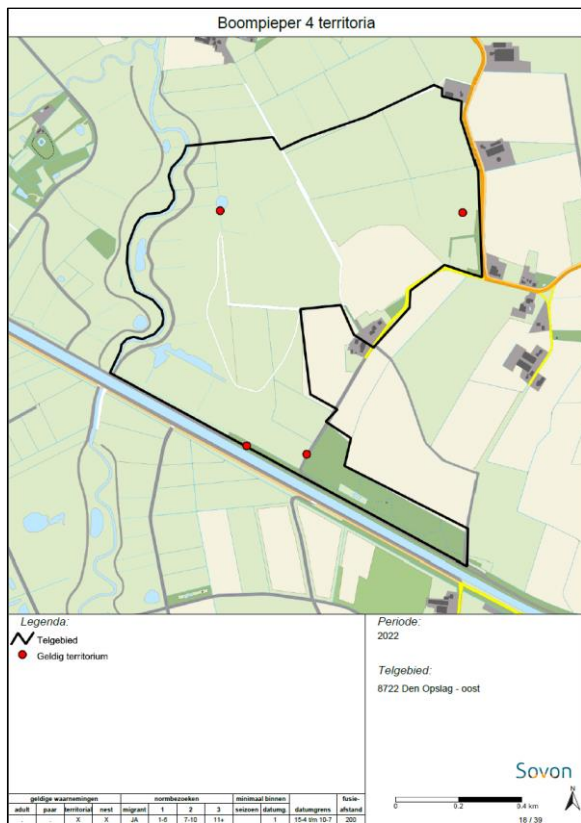 Boompieper 4 territoria
Legenda:
Telgebied
Geldig territorium
Periode:
2022
Telgebied:
8722 Den Opslag - oost
Sovon
0 0.2 0.4 km
N
18 / 39
geldige waarnemingen normbezoeken minimaal binnen fusie-
adult paar territorial nest migrant 1 2 3 seizoen datumg. datumgrens afstand
. . X X JA 1-6 7-10 11+ 1 15-4 t/m 10-7 200